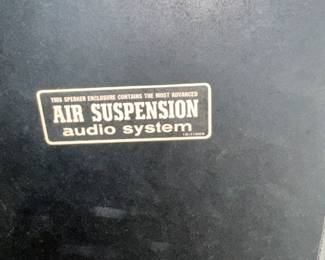 THIS SPEAKER ENCLOSURE CONTAINS THE MOST ADVANCED
AIR SUSPENSION
audio system